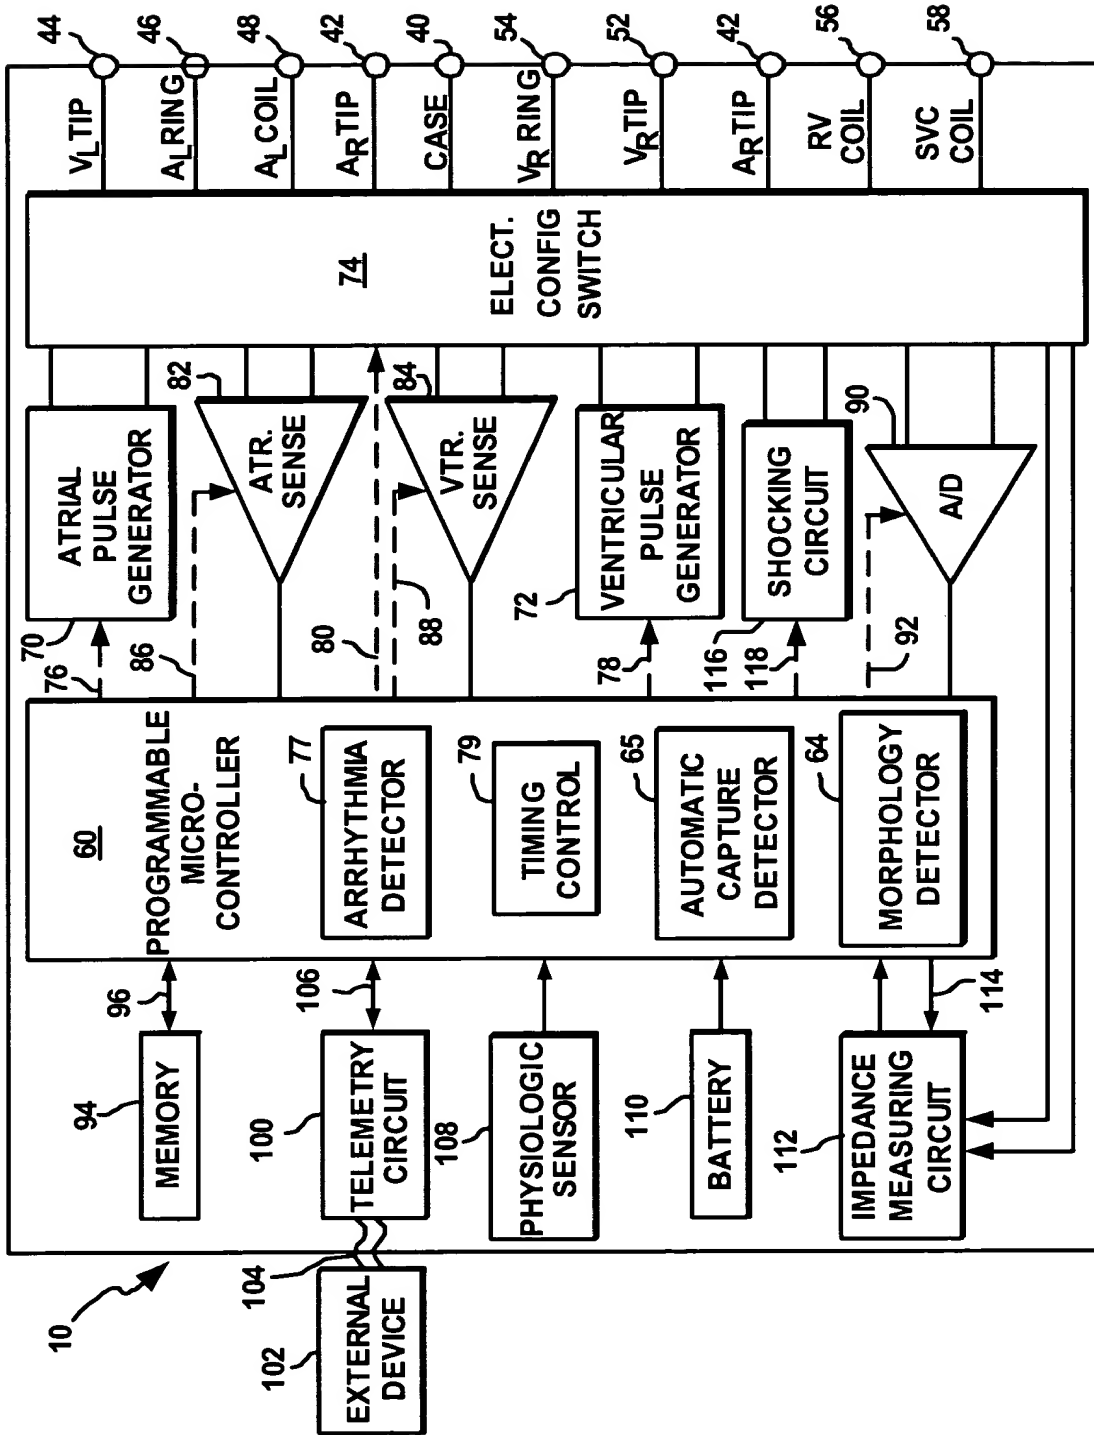 10
44
46
48
42
40
54
52
42
56
58
VL TIP
AL RING
AL COIL
AR TIP
CASE
VR RING
VR TIP
AR TIP
RV
COIL
SVC
COIL
74
ELECT.
CONFIG
SWITCH
ATRIAL
PULSE
GENERATOR
70
76
82
ATR.
SENSE
86
80
84
VTR.
SENSE
88
VENTRICULAR
PULSE
GENERATOR
72
78
SHOCKING
CIRCUIT
116
118
90
A/D
92
60
PROGRAMMABLE
MICRO-
CONTROLLER
77
ARRHYTHMIA
DETECTOR
79
TIMING
CONTROL
65
AUTOMATIC
CAPTURE
DETECTOR
64
MORPHOLOGY
DETECTOR
96
106
114
94
MEMORY
100
TELEMETRY
CIRCUIT
108
PHYSIOLOGIC
SENSOR
110
BATTERY
112
IMPEDANCE
MEASURING
CIRCUIT
104
102
EXTERNAL
DEVICE